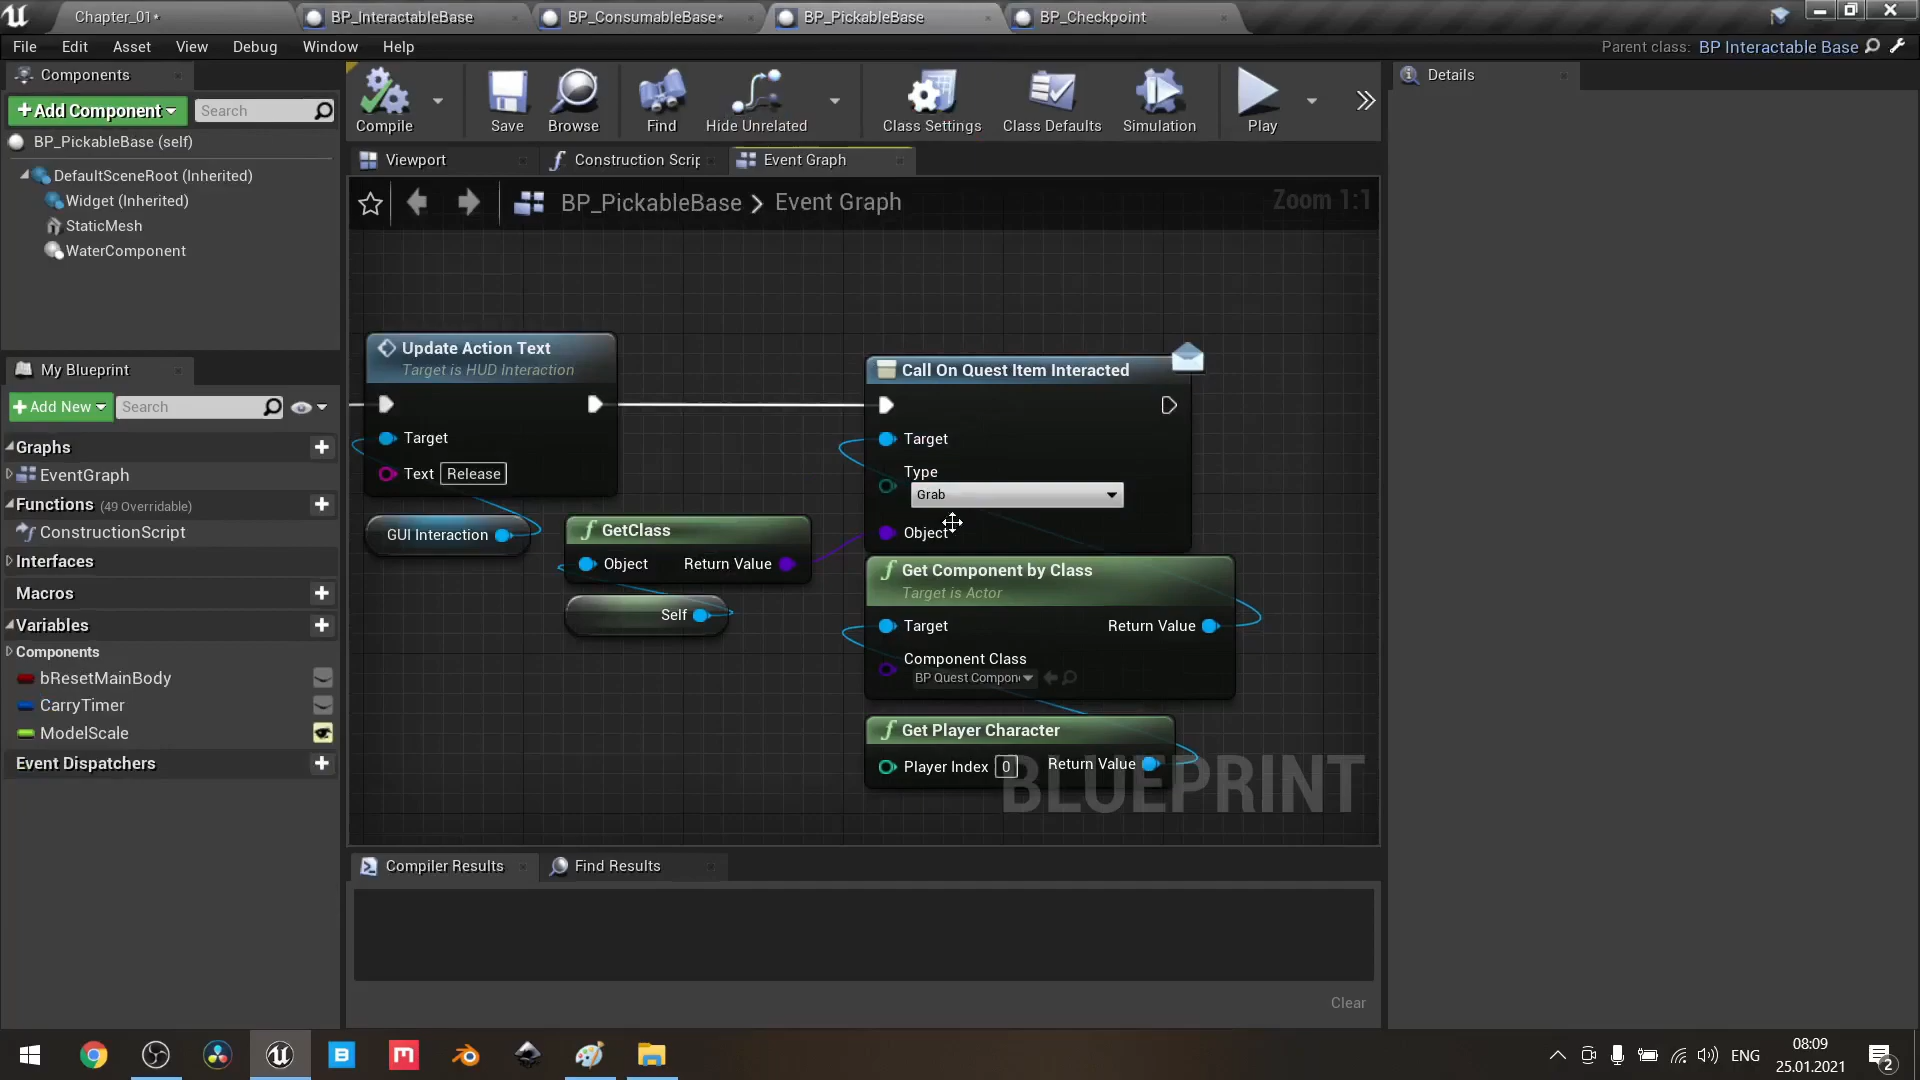 Chapter_01*
BP_InteractableBase
BP_ConsumableBase*
BP_PickableBase
BP_Checkpoint
File Edit Asset View Debug Window Help
Parent class: BP Interactable Base
Components
+Add Component
Search
BP_PickableBase (self)
DefaultSceneRoot (Inherited)
Widget (Inherited)
StaticMesh
WaterComponent
My Blueprint
+Add New
Search
Graphs
EventGraph
Functions (49 Overridable)
ConstructionScript
Interfaces
Macros
Variables
Components
bResetMainBody
CarryTimer
ModelScale
Event Dispatchers
Compile
Save
Browse
Find
Hide Unrelated
Class Settings
Class Defaults
Simulation
Play
Details
Viewport
Construction Scrip
Event Graph
BP_PickableBase > Event Graph
Zoom 1:1
Update Action Text
Target is HUD Interaction
Target
Text Release
GUI Interaction
GetClass
Object Return Value
Self
Call On Quest Item Interacted
Target
Type
Grab
Object
Get Component by Class
Target is Actor
Target Return Value
Component Class
BP Quest Compon
Get Player Character
Player Index 0 Return Value
BLUEPRINT
Compiler Results
Find Results
Clear
ENG
08:09
25.01.2021
2